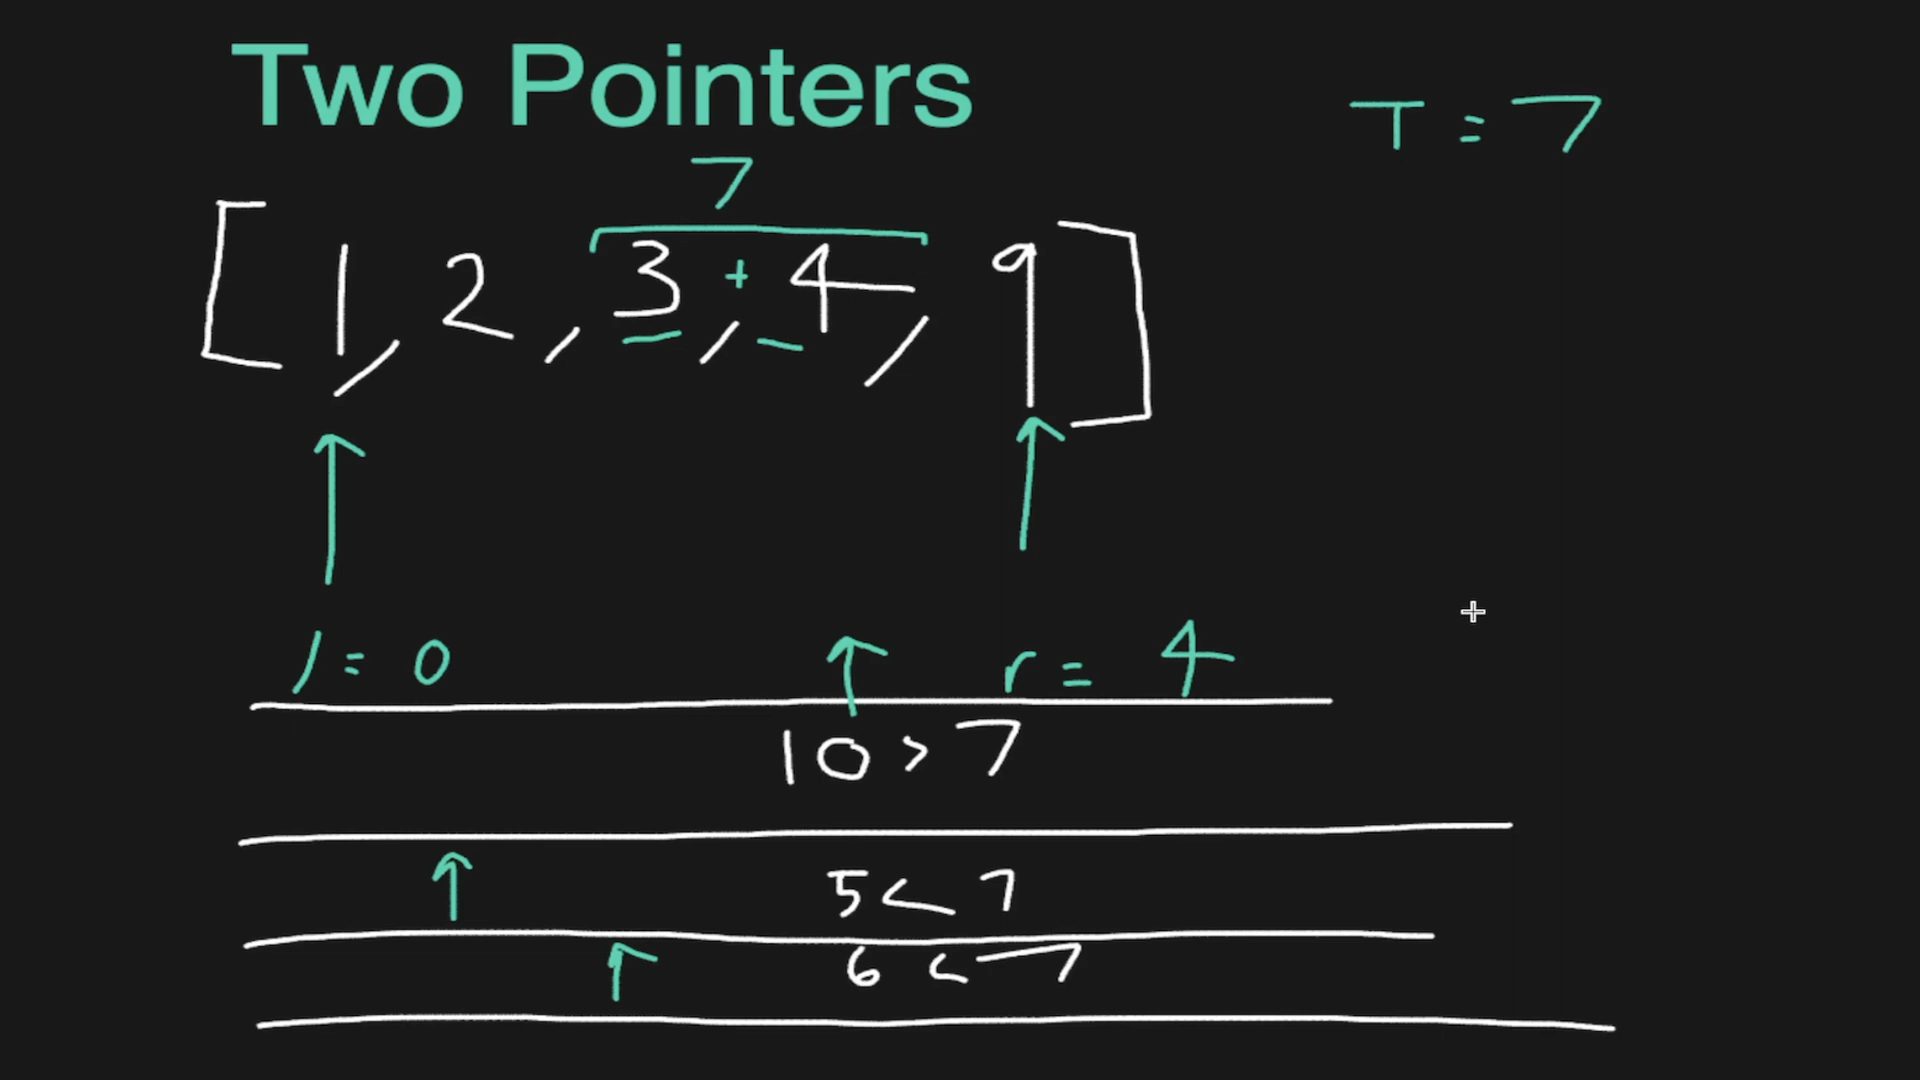 Two Pointers
T = 7
7
[1, 2, 3 + , 4, 9]
l = 0
r = 4
10 > 7
5 < 7
6 < 7